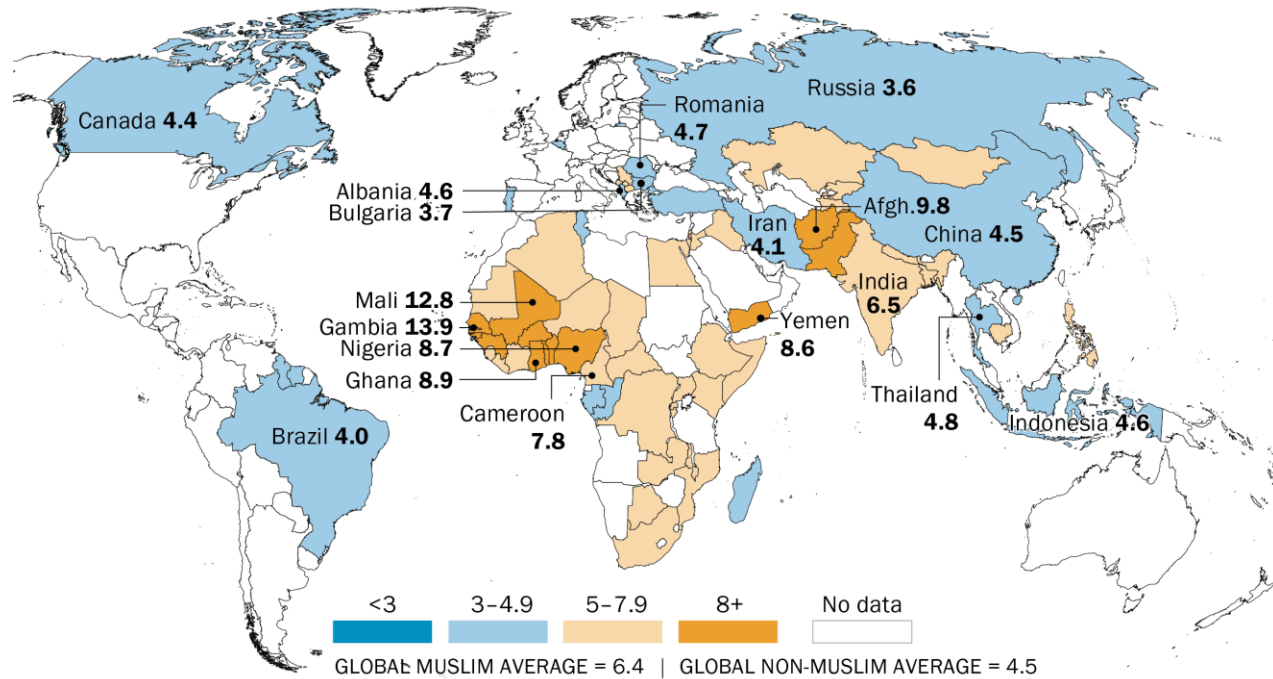 Canada 4.4
Russia 3.6
Romania
4.7
Albania 4.6
Bulgaria 3.7
Afgh. 9.8
Iran
4.1
China 4.5
India
6.5
Mali 12.8
Gambia 13.9
Nigeria 8.7
Ghana 8.9
Yemen
8.6
Cameroon
7.8
Thailand
4.8
Indonesia 4.6
Brazil 4.0
<3 3–4.9 5–7.9 8+ No data
GLOBAL MUSLIM AVERAGE = 6.4 | GLOBAL NON-MUSLIM AVERAGE = 4.5